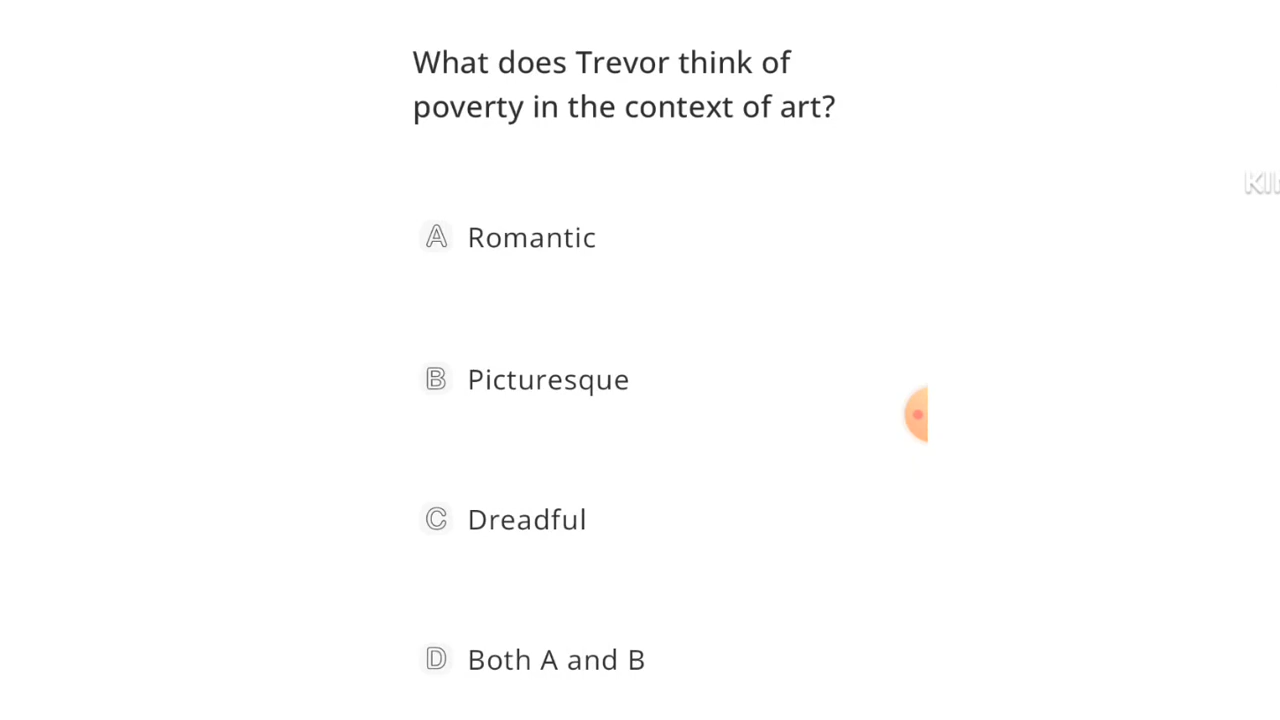 What does Trevor think of
poverty in the context of art?
A Romantic
B Picturesque
C Dreadful
D Both A and B